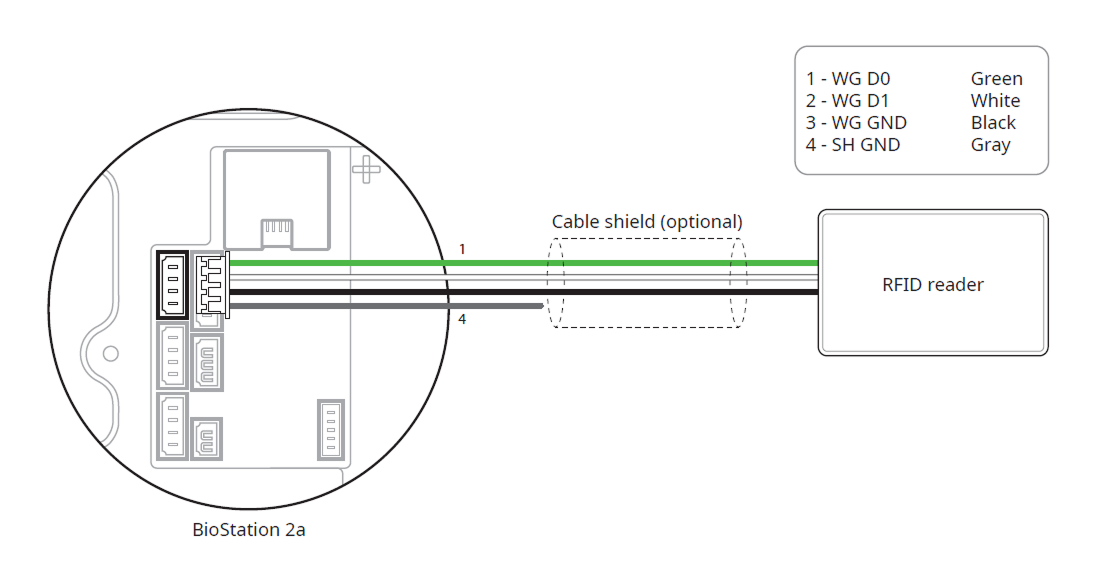 1 - WG D0 Green
2 - WG D1 White
3 - WG GND Black
4 - SH GND Gray
Cable shield (optional)
1
RFID reader
4
BioStation 2a